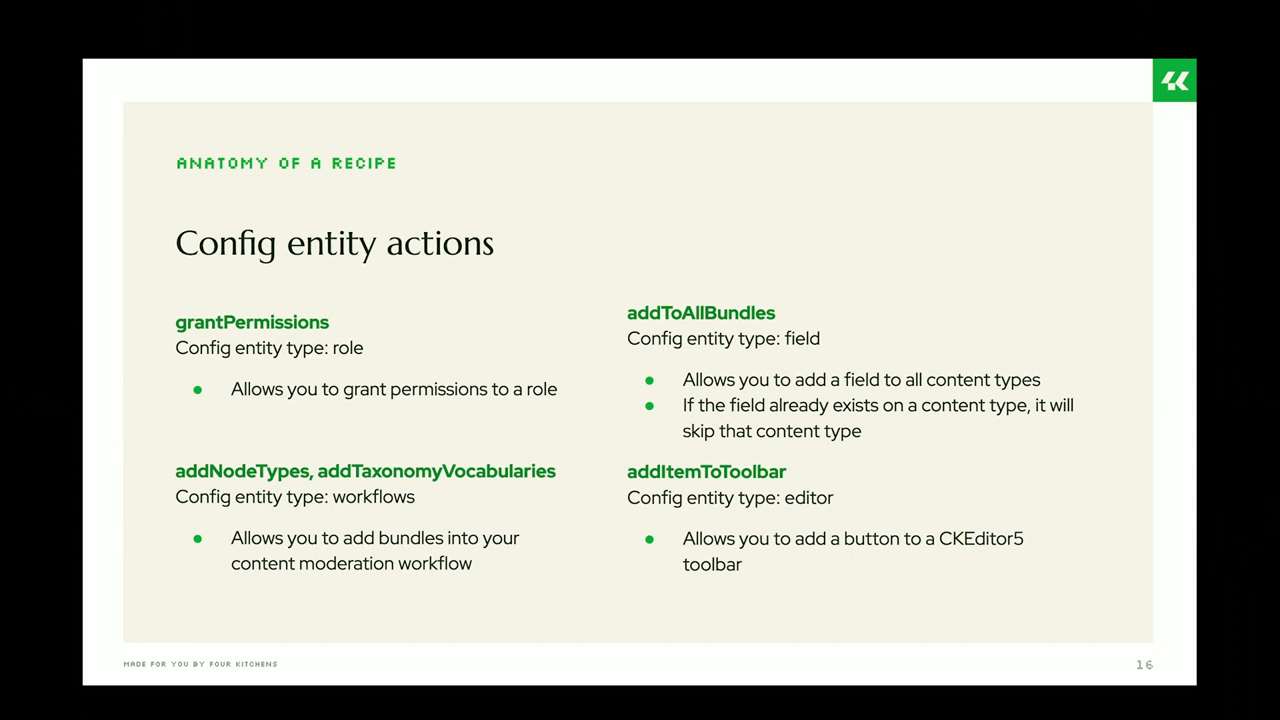 ANATOMY OF A RECIPE
Config entity actions
grantPermissions
Config entity type: role
● Allows you to grant permissions to a role
addToAllBundles
Config entity type: field
● Allows you to add a field to all content types
● If the field already exists on a content type, it will
skip that content type
addNodeTypes, addTaxonomyVocabularies
Config entity type: workflows
● Allows you to add bundles into your
content moderation workflow
addItemToToolbar
Config entity type: editor
● Allows you to add a button to a CKEditor5
toolbar
MADE FOR YOU BY FOUR KITCHENS
16